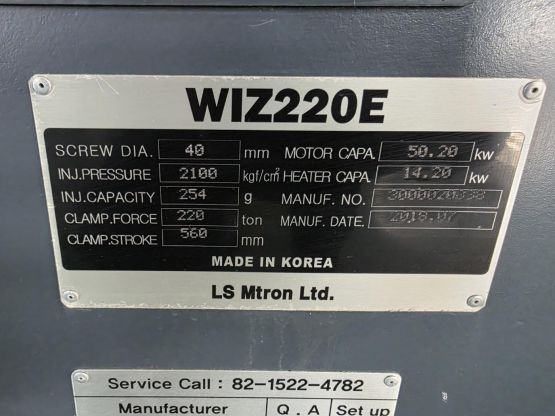 WIZ220E
SCREW DIA. 40 mm MOTOR CAPA. 50.20 kw
INJ.PRESSURE 2100 kgf/cm² HEATER CAPA. 14.20 kw
INJ.CAPACITY 254 g MANUF. NO.
CLAMP.FORCE 220 ton MANUF. DATE. 2018.07
CLAMP.STROKE 560 mm
MADE IN KOREA
LS Mtron Ltd.
Service Call : 82-1522-4782
Manufacturer Q . A Set up